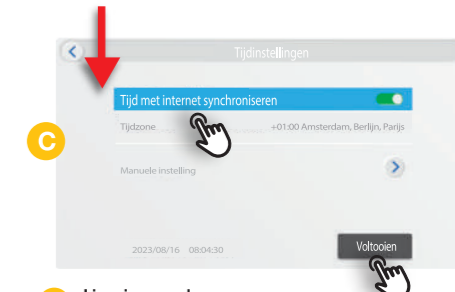 Tijdinstellingen
Tijd met internet synchroniseren
Tijdzone +01:00 Amsterdam, Berlijn, Parijs
C
Manuele instelling
2023/08/16 08:04:30 Voltooien